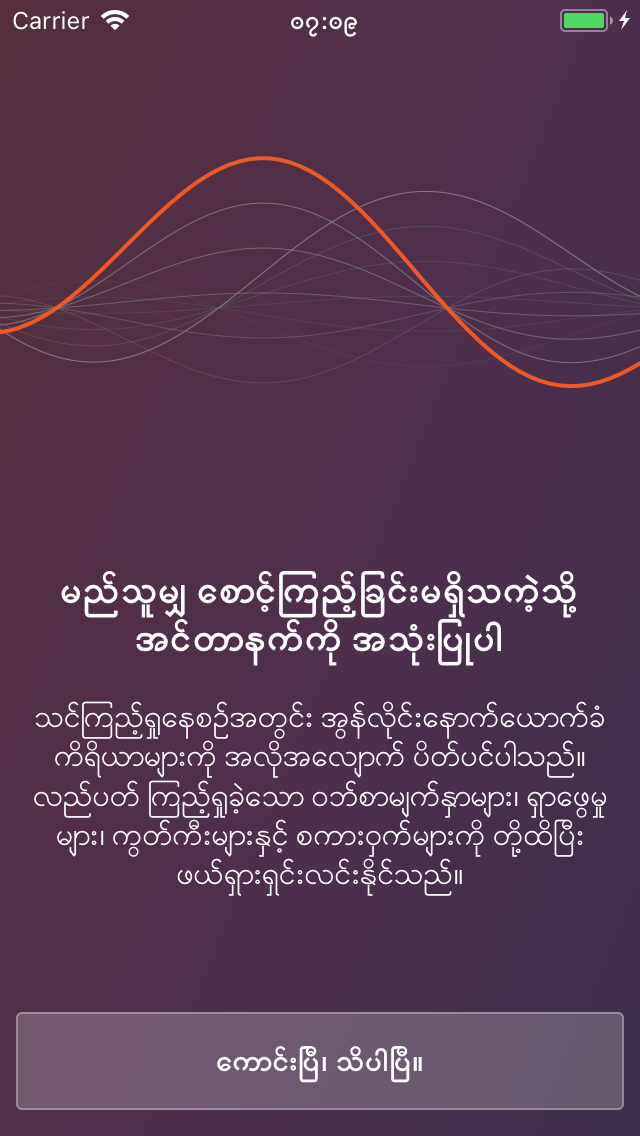 Carrier
၀၇:၀၉
မည်သူမျှ စောင့်ကြည့်ခြင်းမရှိသကဲ့သို့
အင်တာနက်ကို အသုံးပြုပါ
သင်ကြည့်ရှုနေစဉ်အတွင်း အွန်လိုင်းနောက်ယောက်ခံ
ကိရိယာများကို အလိုအလျောက် ပိတ်ပင်ပါသည်။
လည်ပတ် ကြည့်ရှုခဲ့သော ဝဘ်စာမျက်နှာများ၊ ရှာဖွေမှု
များ၊ ကွတ်ကီးများနှင့် စကားဝှက်များကို တို့ထိပြီး
ဖယ်ရှားရှင်းလင်းနိုင်သည်။
ကောင်းပြီ၊ သိပါပြီ။